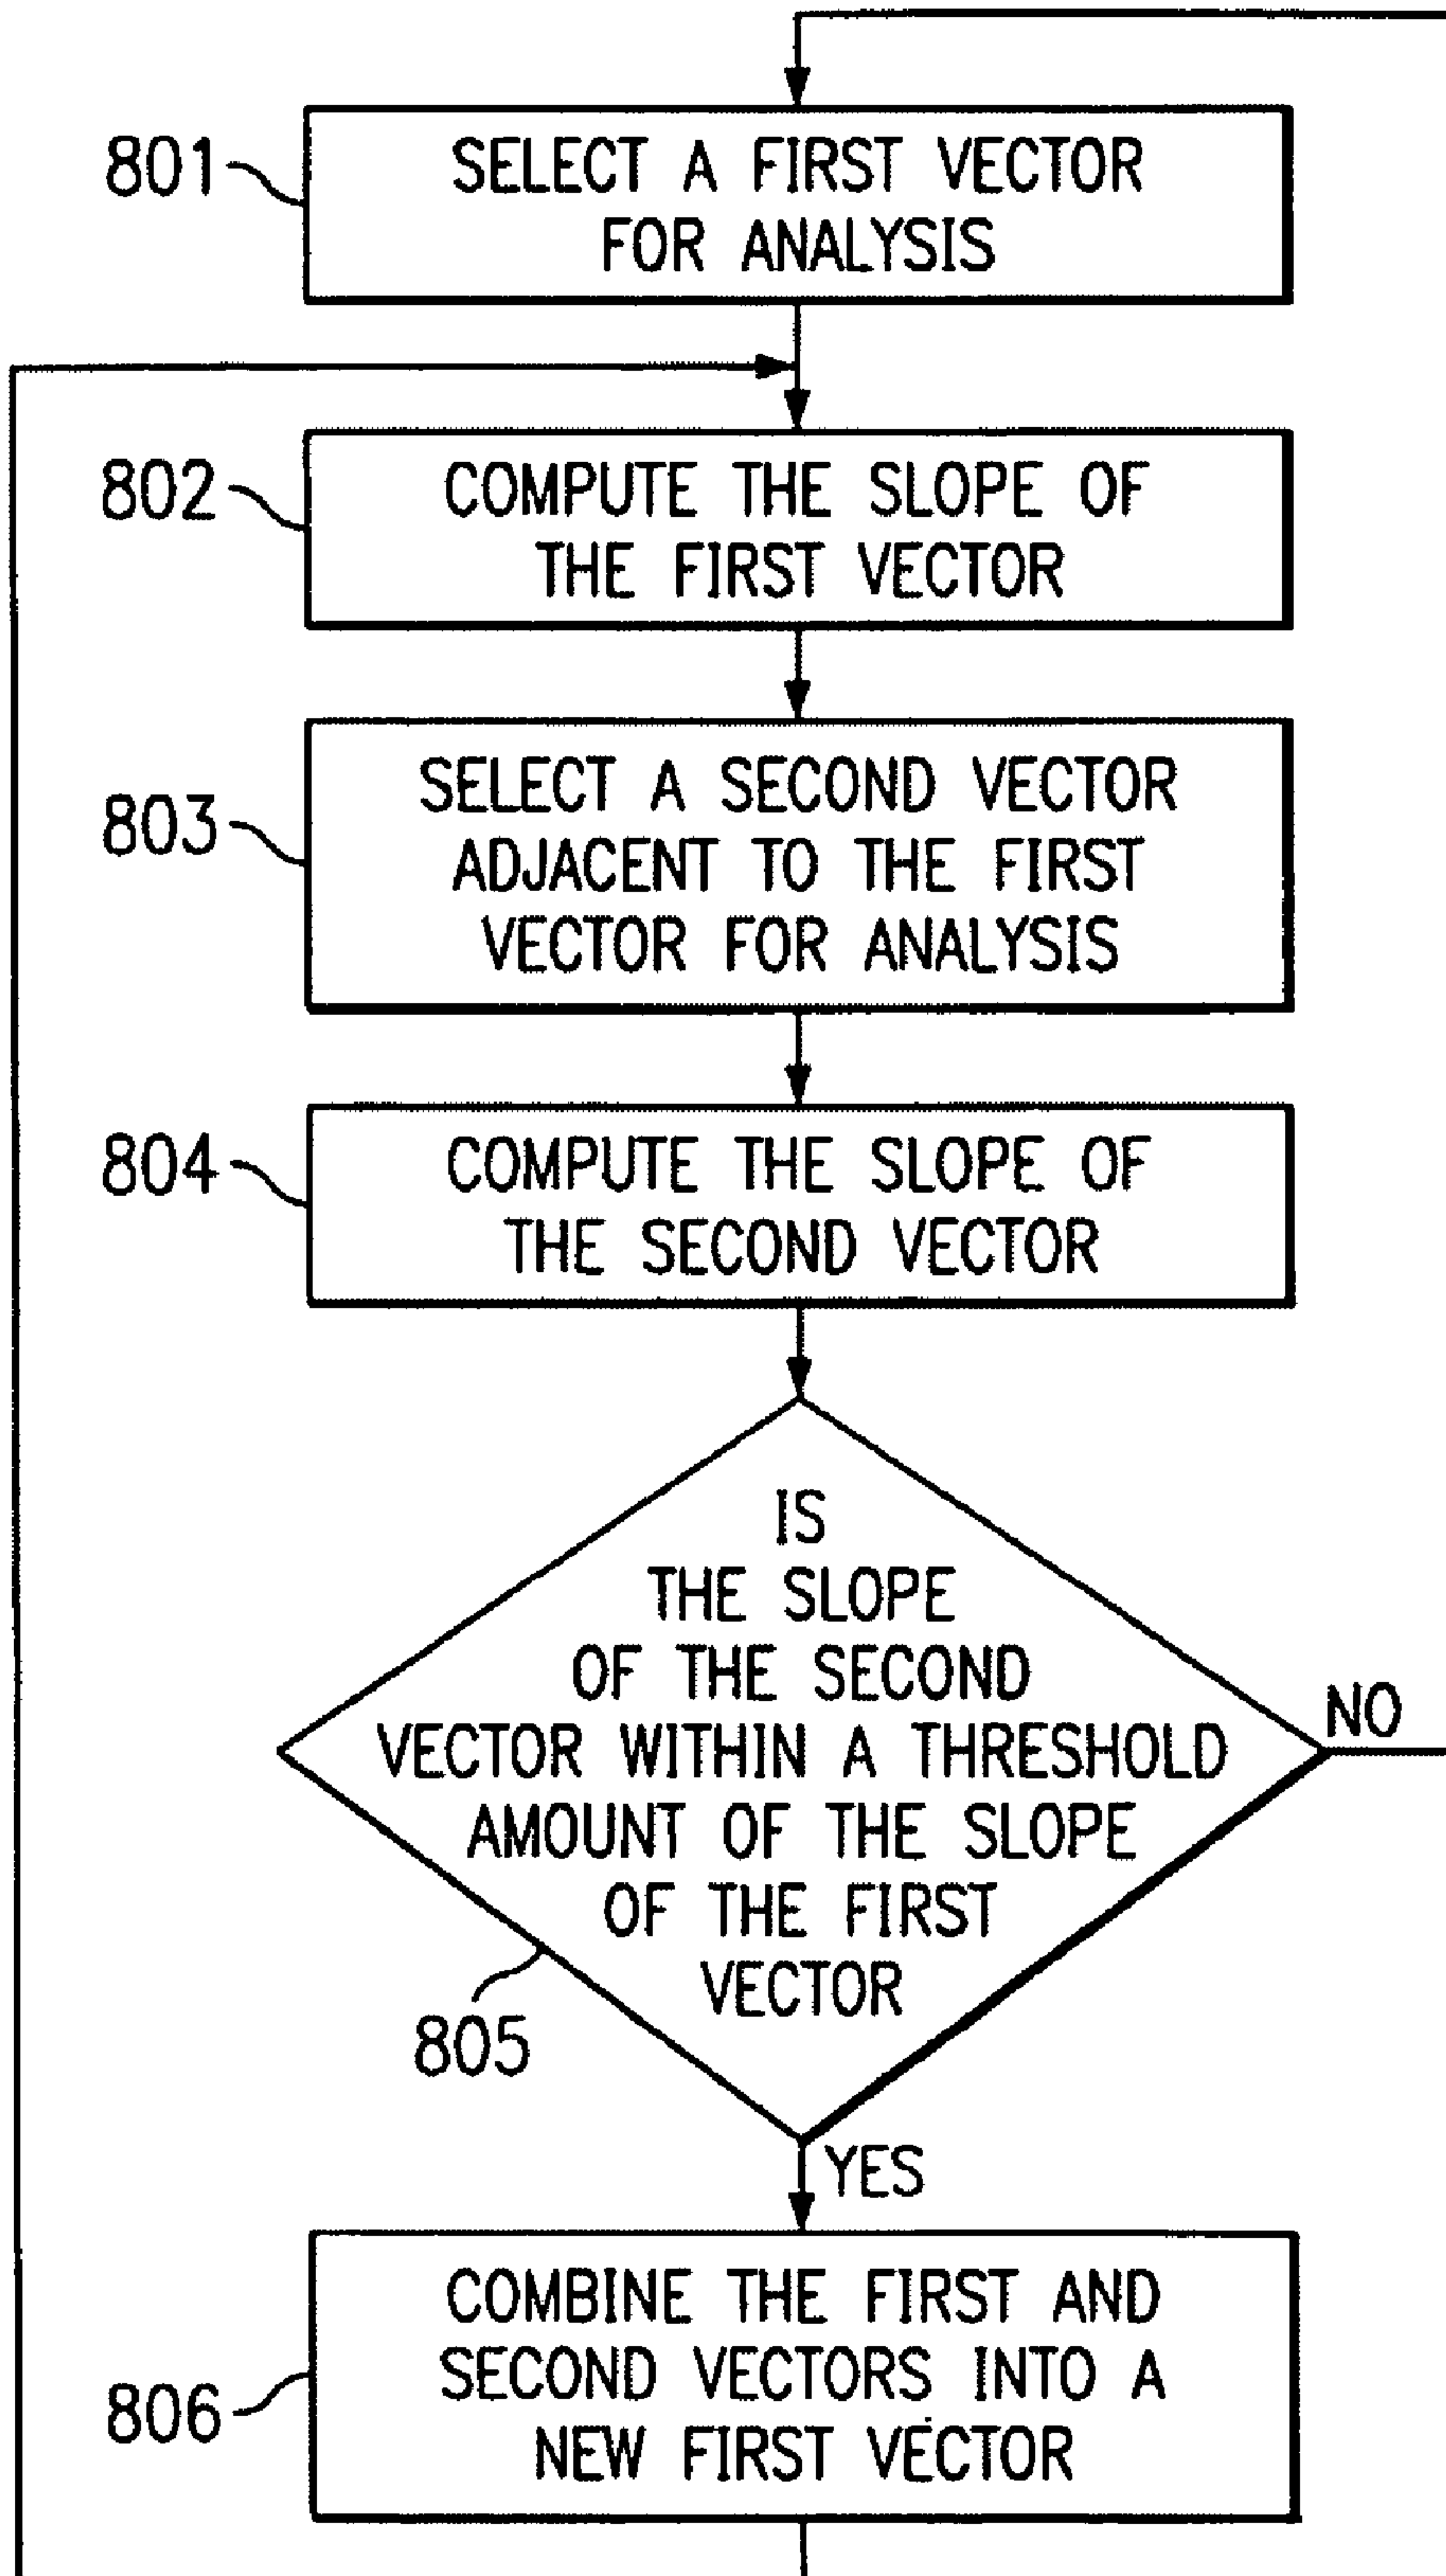 801
SELECT A FIRST VECTOR
FOR ANALYSIS
802
COMPUTE THE SLOPE OF
THE FIRST VECTOR
803
SELECT A SECOND VECTOR
ADJACENT TO THE FIRST
VECTOR FOR ANALYSIS
804
COMPUTE THE SLOPE OF
THE SECOND VECTOR
IS
THE SLOPE
OF THE SECOND
VECTOR WITHIN A THRESHOLD
AMOUNT OF THE SLOPE
OF THE FIRST
VECTOR
NO
805
YES
806
COMBINE THE FIRST AND
SECOND VECTORS INTO A
NEW FIRST VECTOR